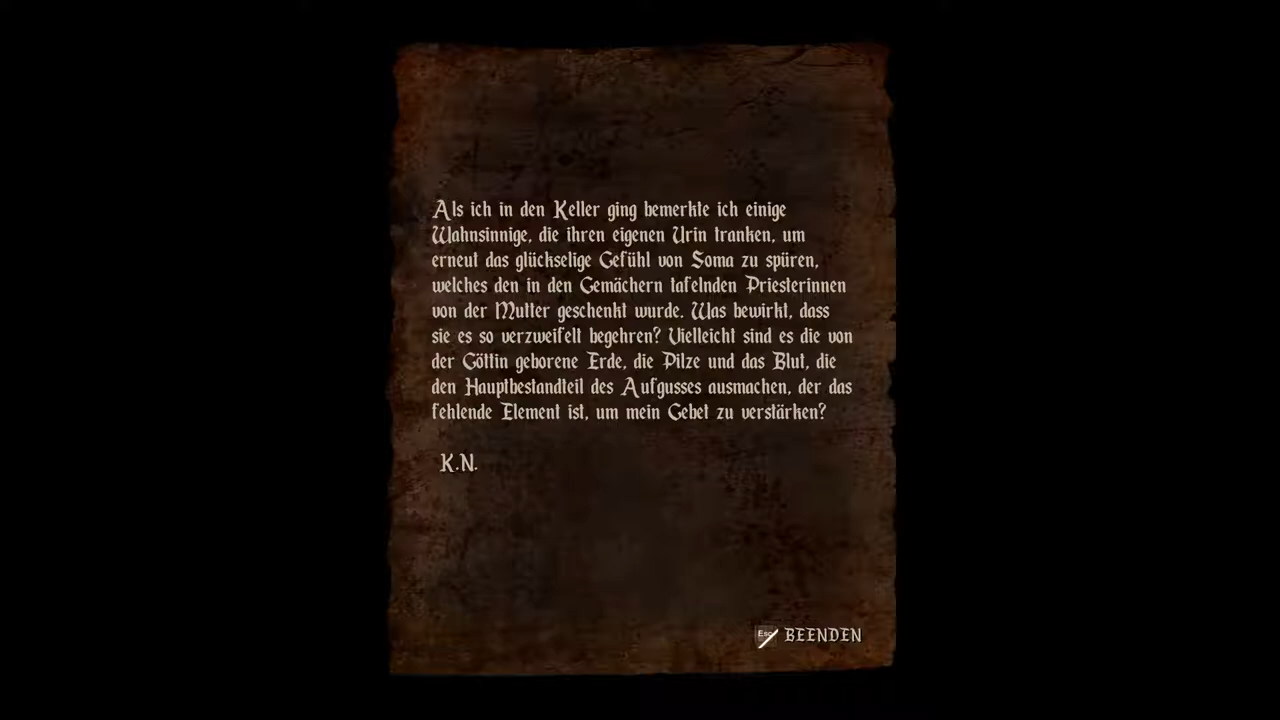 Als ich in den Keller ging bemerkte ich einige
Wahnsinnige, die ihren eigenen Urin tranken, um
erneut das glückselige Gefühl von Soma zu spüren,
welches den in den Gemächern tafelnden Priesterinnen
von der Mutter geschenkt wurde. Was bewirkt, dass
sie es so verzweifelt begehren? Vielleicht sind es die von
der Göttin geborene Erde, die Pilze und das Blut, die
den Hauptbestandteil des Aufgusses ausmachen, der das
fehlende Element ist, um mein Gebet zu verstärken?
K.N.
Esc BEENDEN